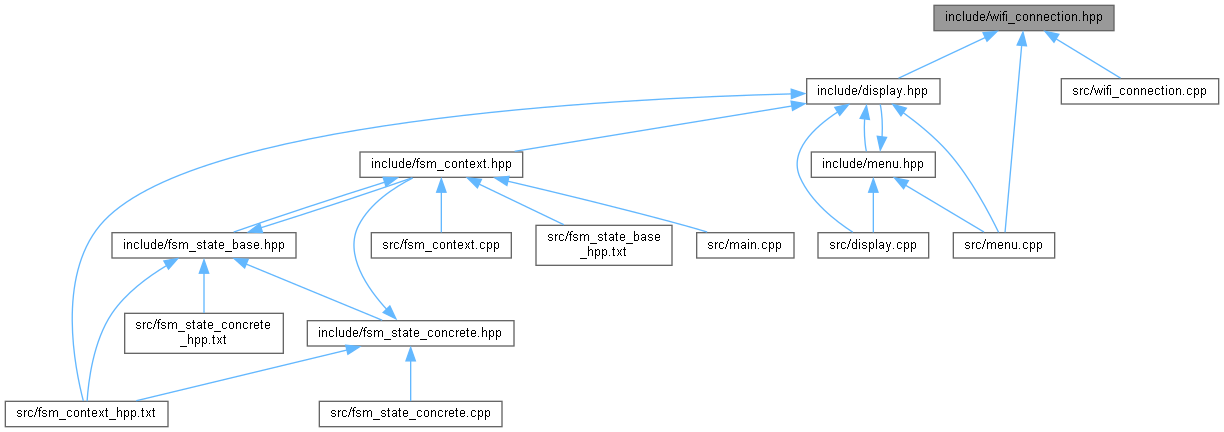 include/wifi_connection.hpp
include/display.hpp
src/wifi_connection.cpp
include/fsm_context.hpp
include/menu.hpp
include/fsm_state_base.hpp
src/fsm_context.cpp
src/fsm_state_base
_hpp.txt
src/main.cpp
src/display.cpp
src/menu.cpp
src/fsm_state_concrete
_hpp.txt
include/fsm_state_concrete.hpp
src/fsm_context_hpp.txt
src/fsm_state_concrete.cpp